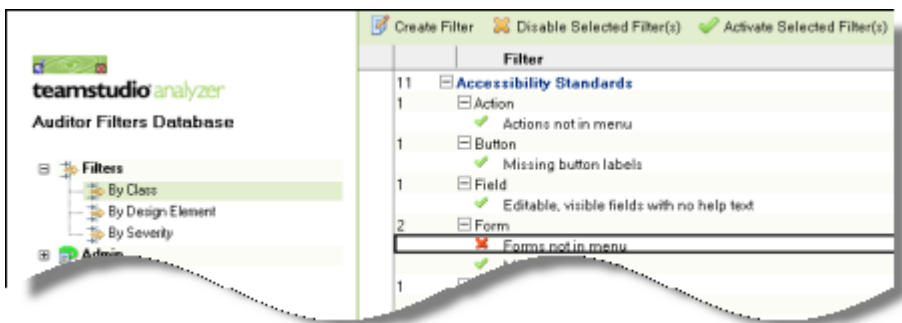 Create Filter Disable Selected Filter(s) Activate Selected Filter(s)
Filter
teamstudio analyzer
Auditor Filters Database
Filters
By Class
By Design Element
By Severity
Admin
11 Accessibility Standards
1 Action
Actions not in menu
1 Button
Missing button labels
1 Field
Editable, visible fields with no help text
2 Form
Forms not in menu
1